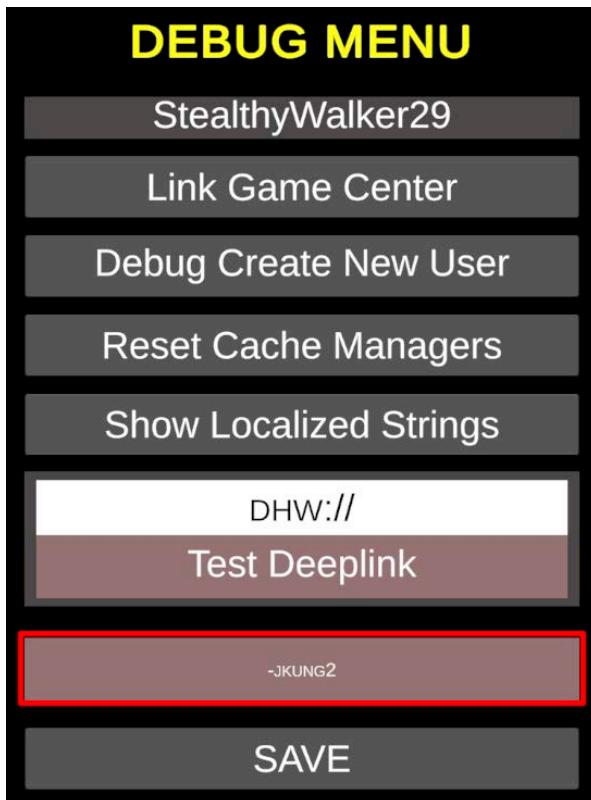 DEBUG MENU
StealthyWalker29
Link Game Center
Debug Create New User
Reset Cache Managers
Show Localized Strings
DHW://
Test Deeplink
-JKUNG2
SAVE